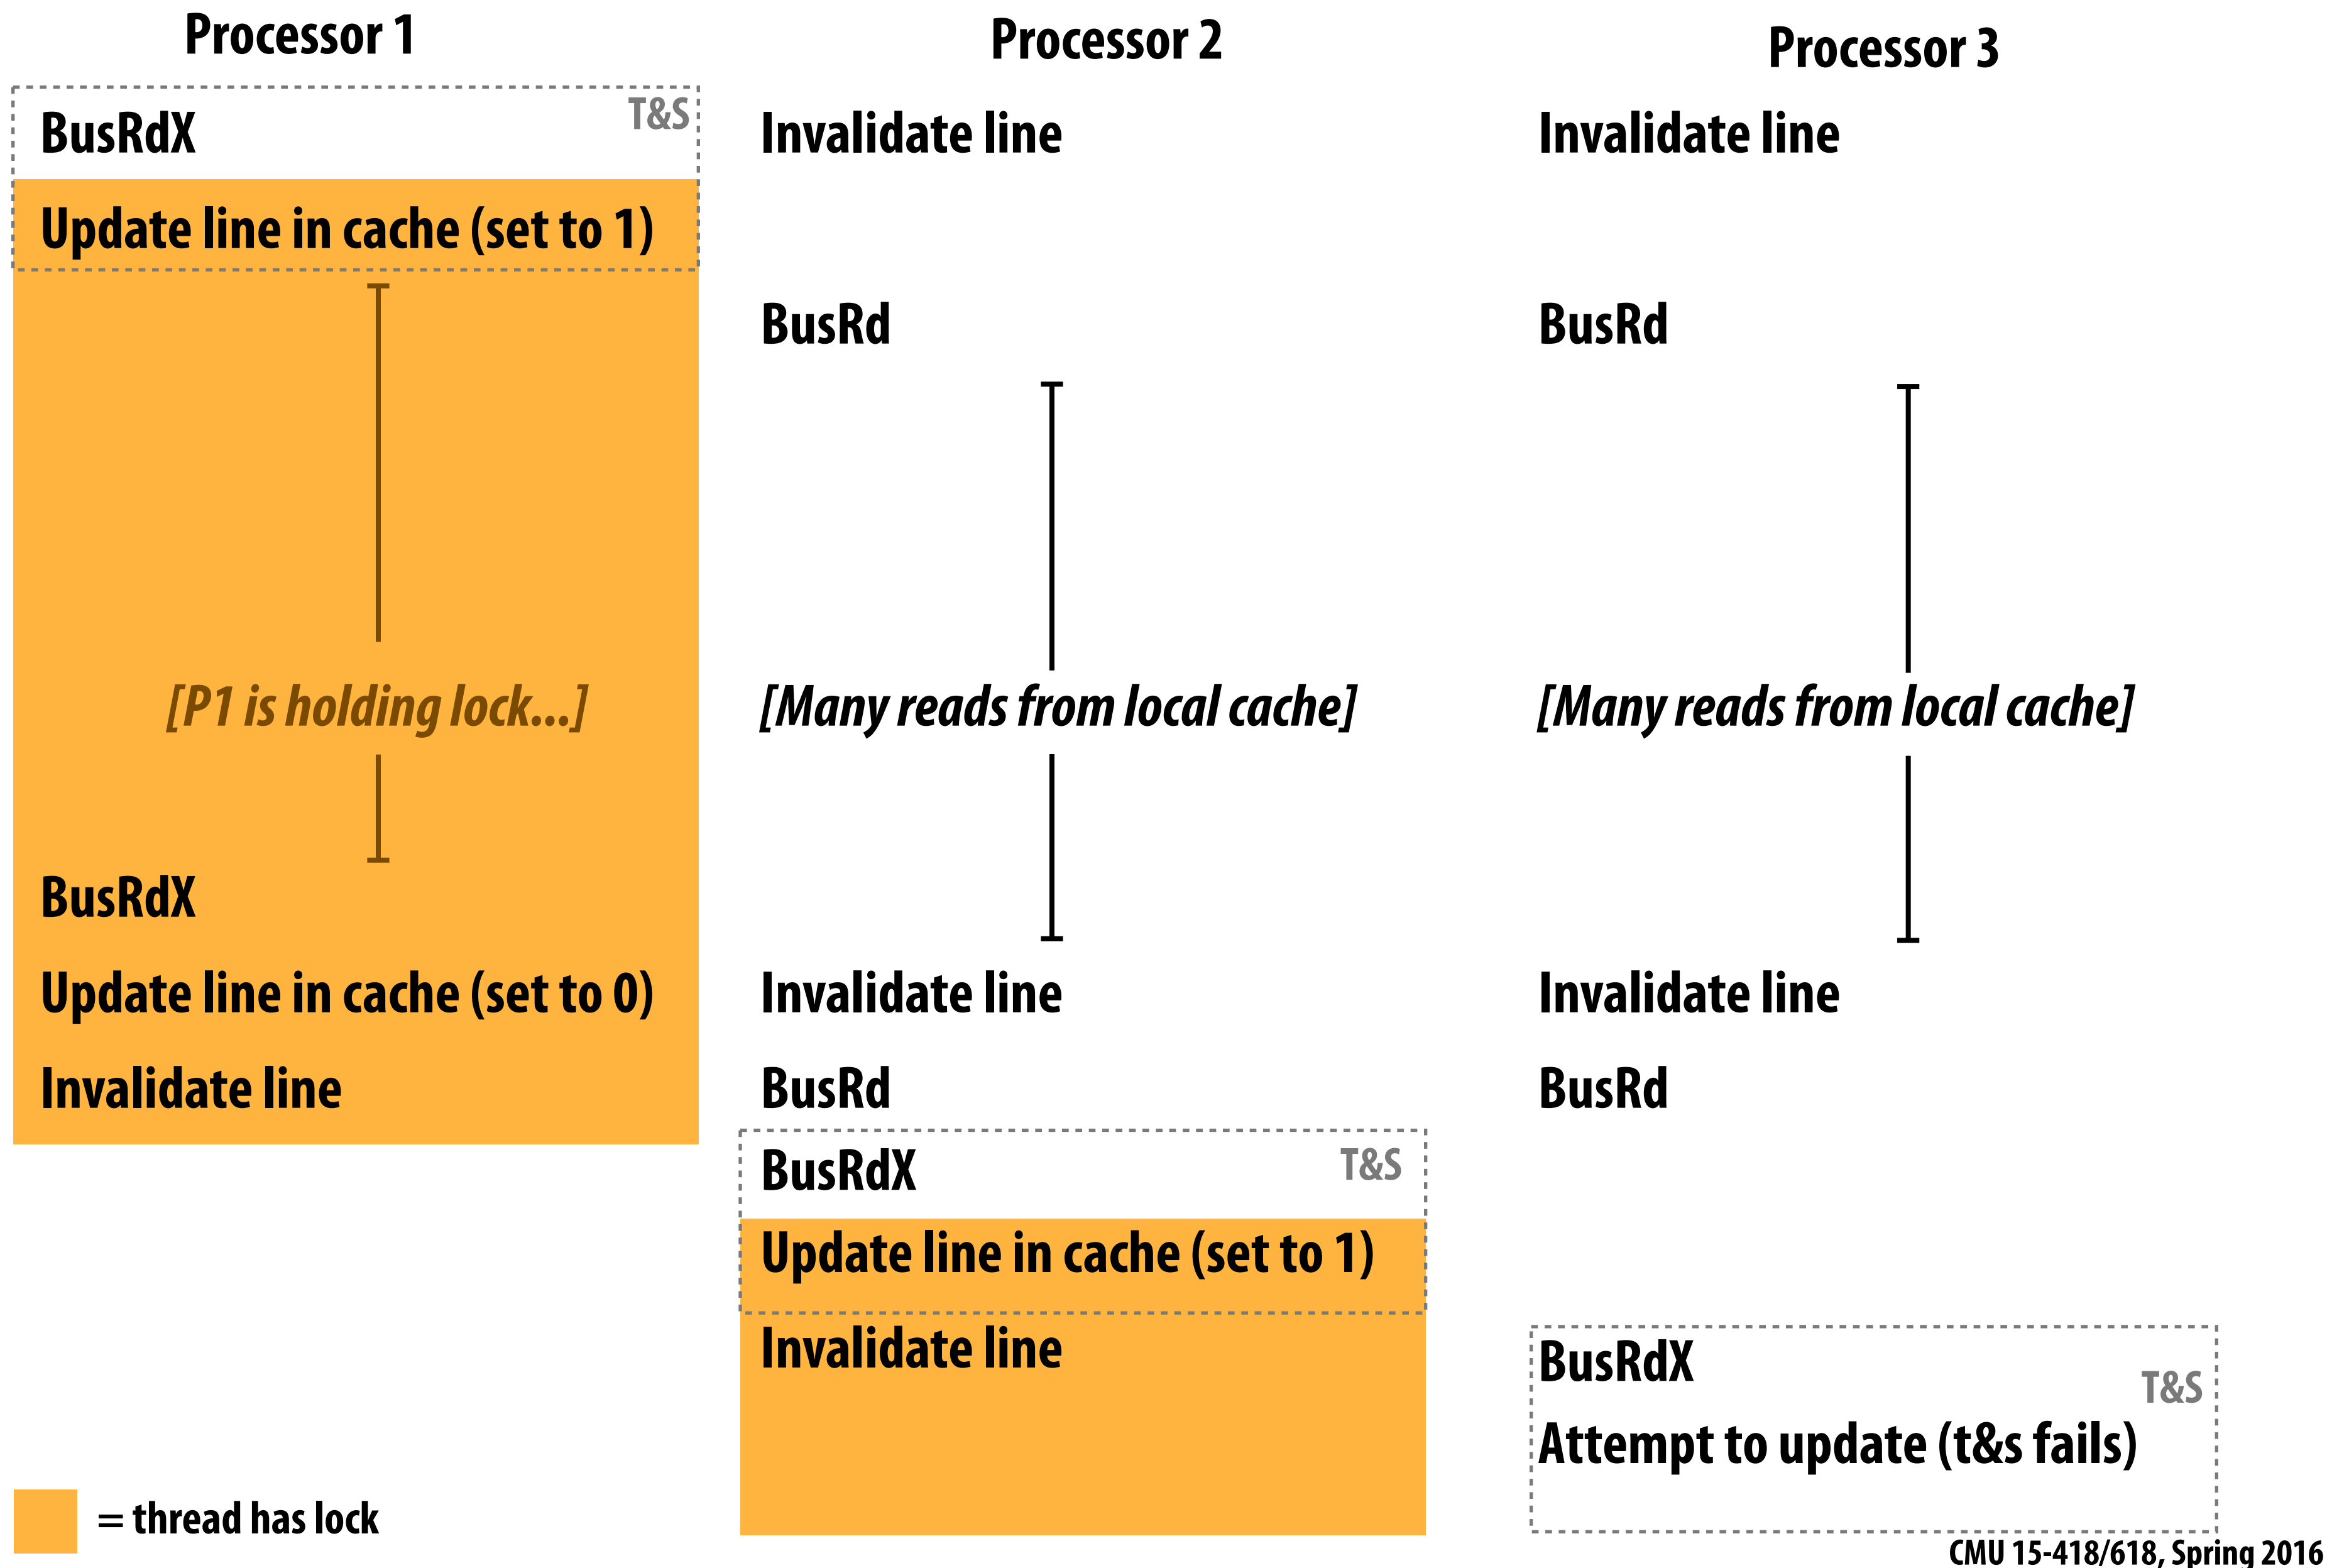 Processor 1
Processor 2
Processor 3
BusRdX
T&S
Invalidate line
Invalidate line
Update line in cache (set to 1)
BusRd
BusRd
[P1 is holding lock...]
[Many reads from local cache]
[Many reads from local cache]
BusRdX
Update line in cache (set to 0)
Invalidate line
Invalidate line
Invalidate line
BusRd
BusRd
BusRdX
T&S
Update line in cache (set to 1)
Invalidate line
BusRdX
T&S
Attempt to update (t&s fails)
= thread has lock
CMU 15-418/618, Spring 2016